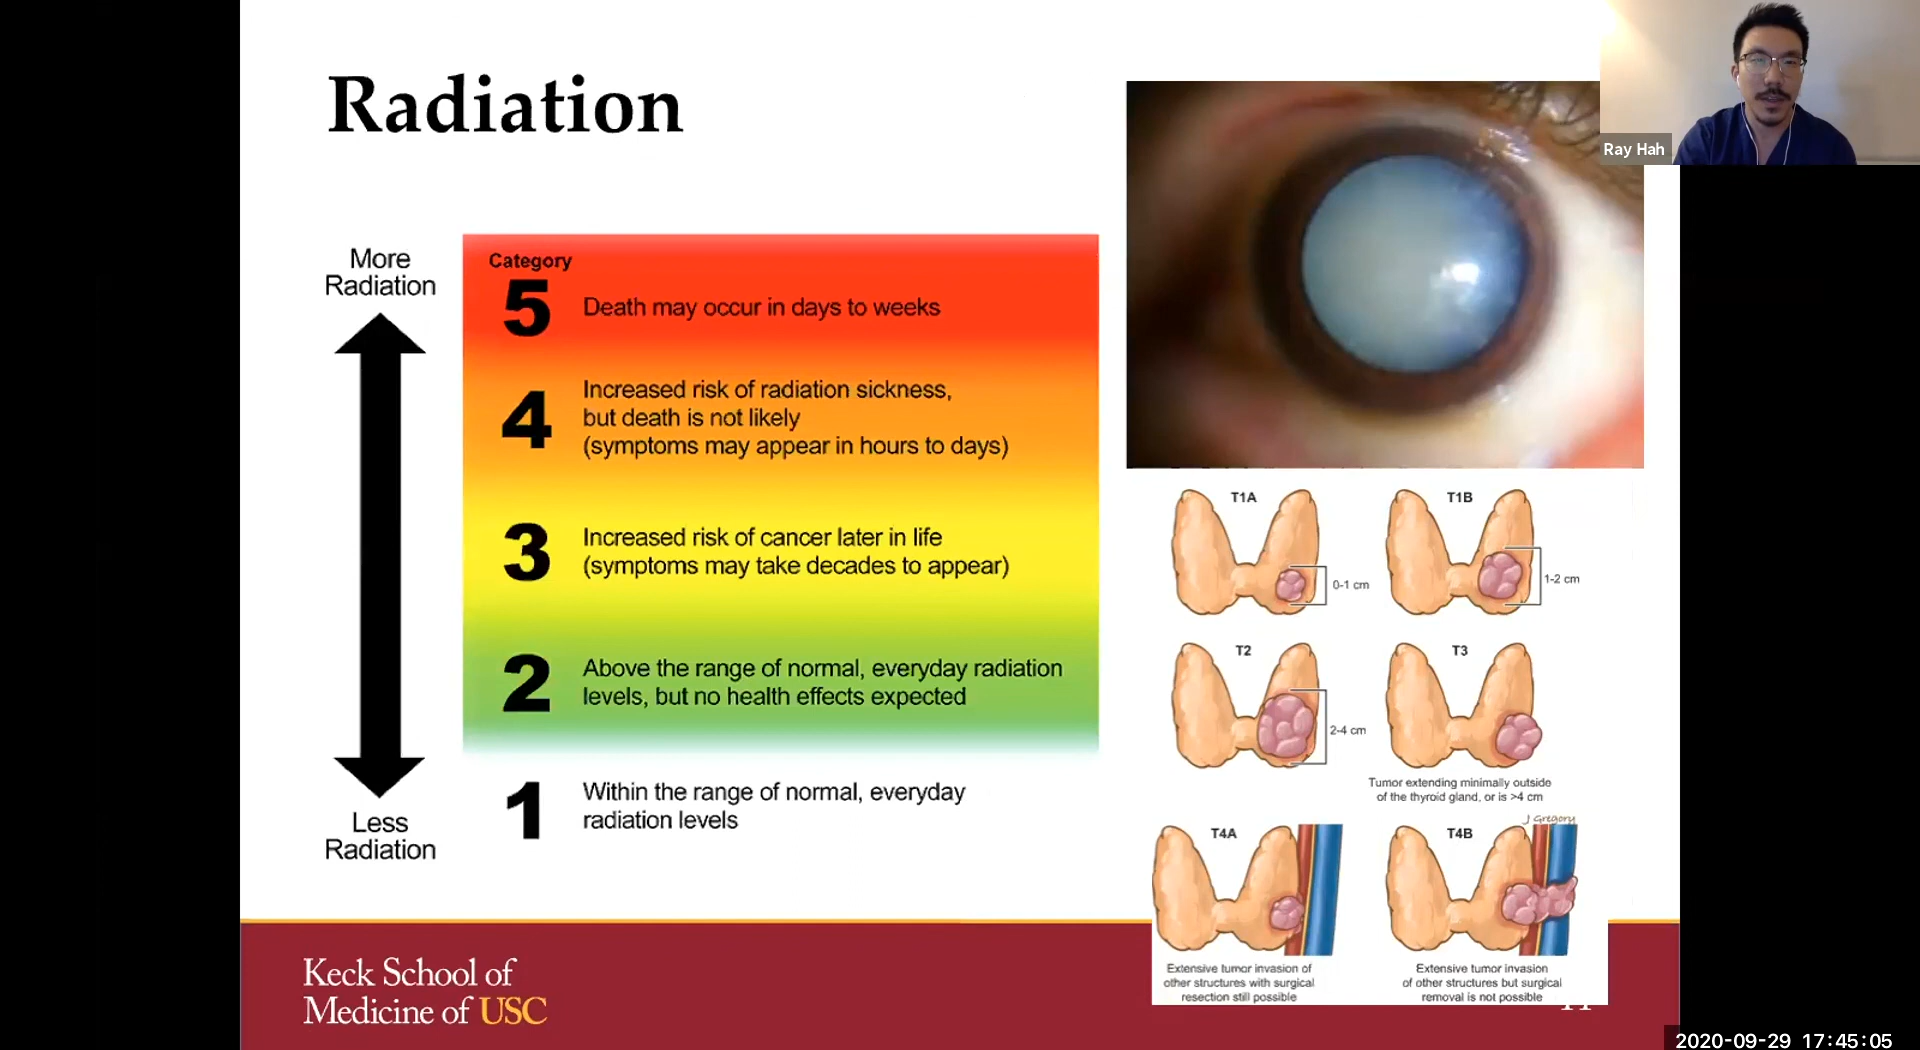 Radiation
Ray Hah
More
Radiation
Category
5
Death may occur in days to weeks
4
Increased risk of radiation sickness,
but death is not likely
(symptoms may appear in hours to days)
3
Increased risk of cancer later in life
(symptoms may take decades to appear)
2
Above the range of normal, everyday radiation
levels, but no health effects expected
1
Within the range of normal, everyday
radiation levels
Less
Radiation
T1A
0-1 cm
T1B
1-2 cm
T2
2-4 cm
T3
Tumor extending minimally outside
of the thyroid gland, or is >4 cm
T4A
Extensive tumor invasion of
other structures with surgical
resection still possible
J Gregory
T4B
Extensive tumor invasion
of other structures but surgical
removal is not possible
Keck School of
Medicine of USC
2020-09-29 17:45:05